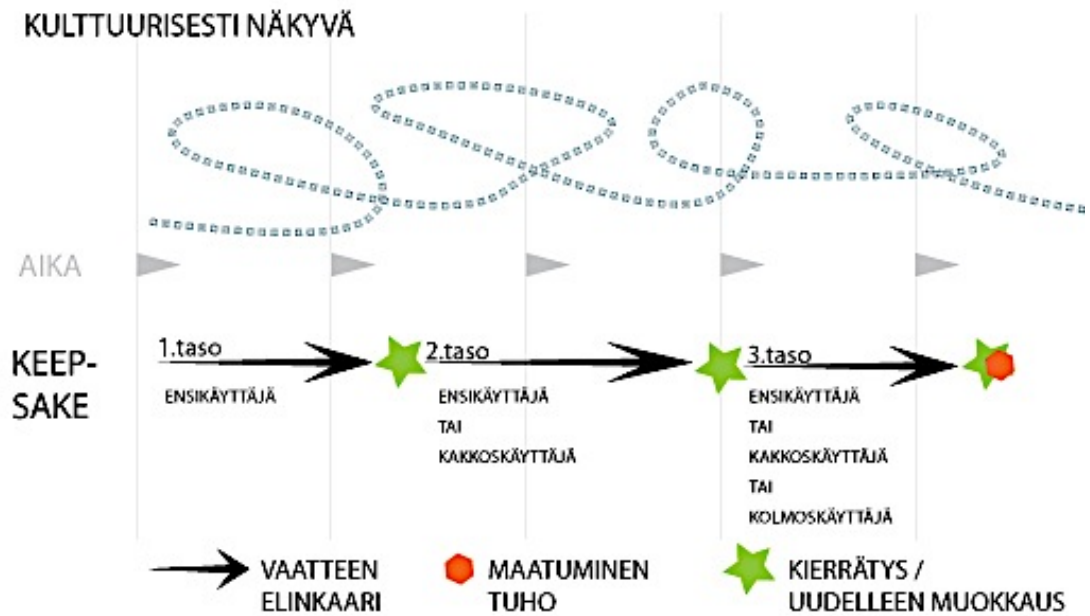 KULTTUURISESTI NÄKYVÄ
AIKA
KEEP-
SAKE
1.taso
ENSIKÄYTTÄJÄ
2.taso
ENSIKÄYTTÄJÄ
TAI
KAKKOSKÄYTTÄJÄ
3.taso
ENSIKÄYTTÄJÄ
TAI
KAKKOSKÄYTTÄJÄ
TAI
KOLMOSKÄYTTÄJÄ
VAATTEEN
ELINKAARI
MAATUMINEN
TUHO
KIERRÄTYS /
UUDELLEEN MUOKKAUS